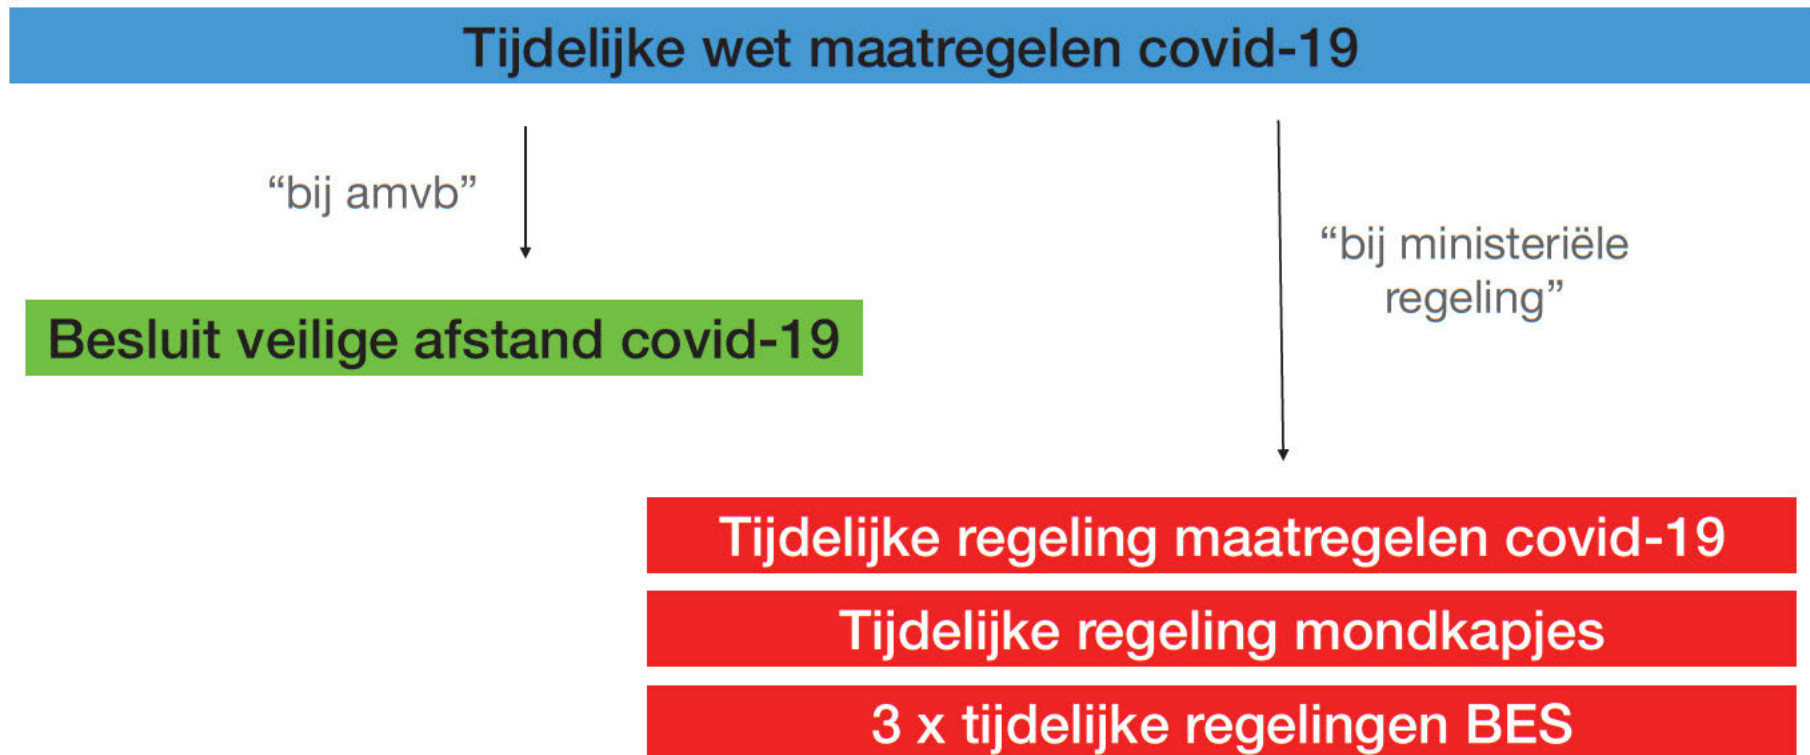 Tijdelijke wet maatregelen covid-19
“bij amvb”
“bij ministeriële
regeling”
Besluit veilige afstand covid-19
Tijdelijke regeling maatregelen covid-19
Tijdelijke regeling mondkapjes
3 x tijdelijke regelingen BES